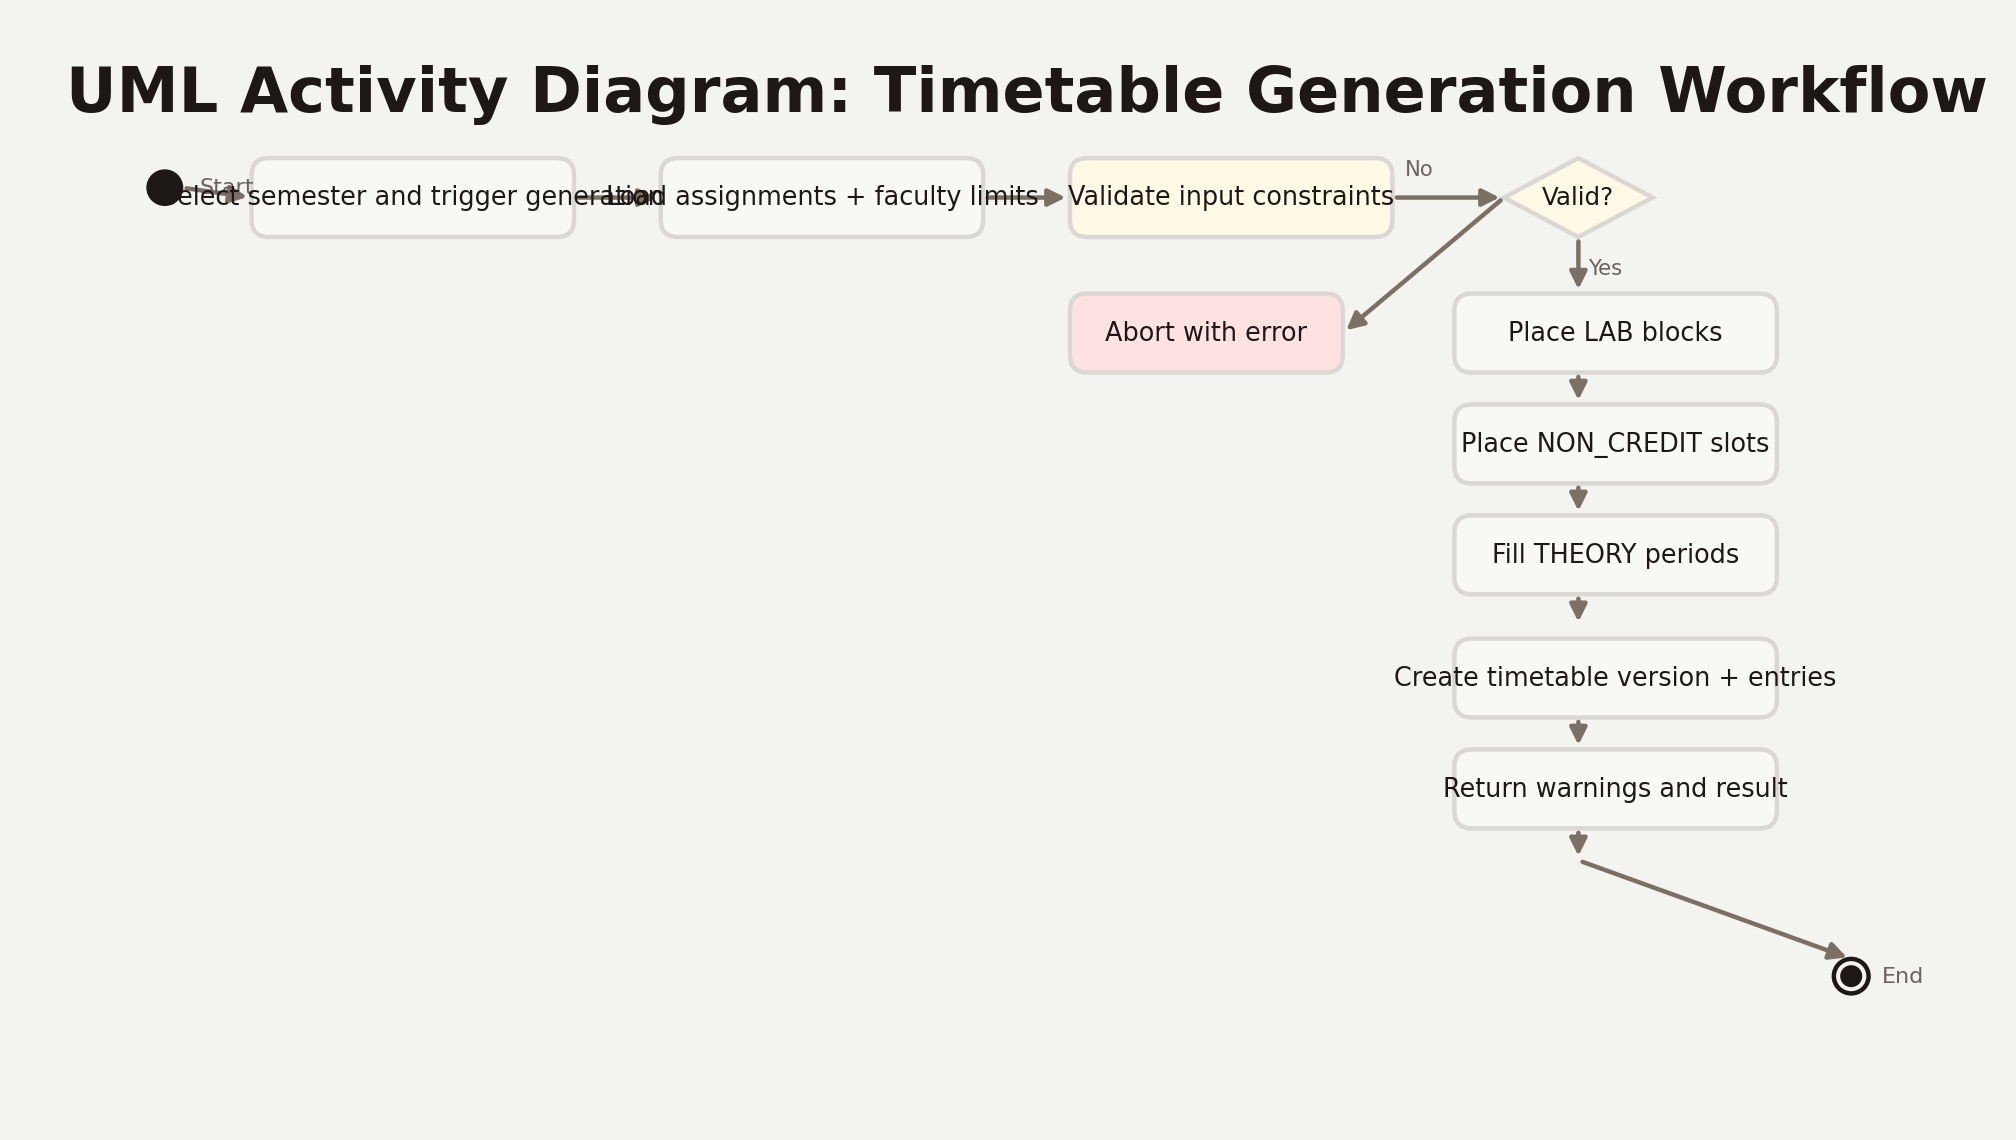 UML Activity Diagram: Timetable Generation Workflow
Start
elect semester and trigger generation
Load assignments + faculty limits
Validate input constraints
No
Valid?
Yes
Abort with error
Place LAB blocks
Place NON_CREDIT slots
Fill THEORY periods
Create timetable version + entries
Return warnings and result
End